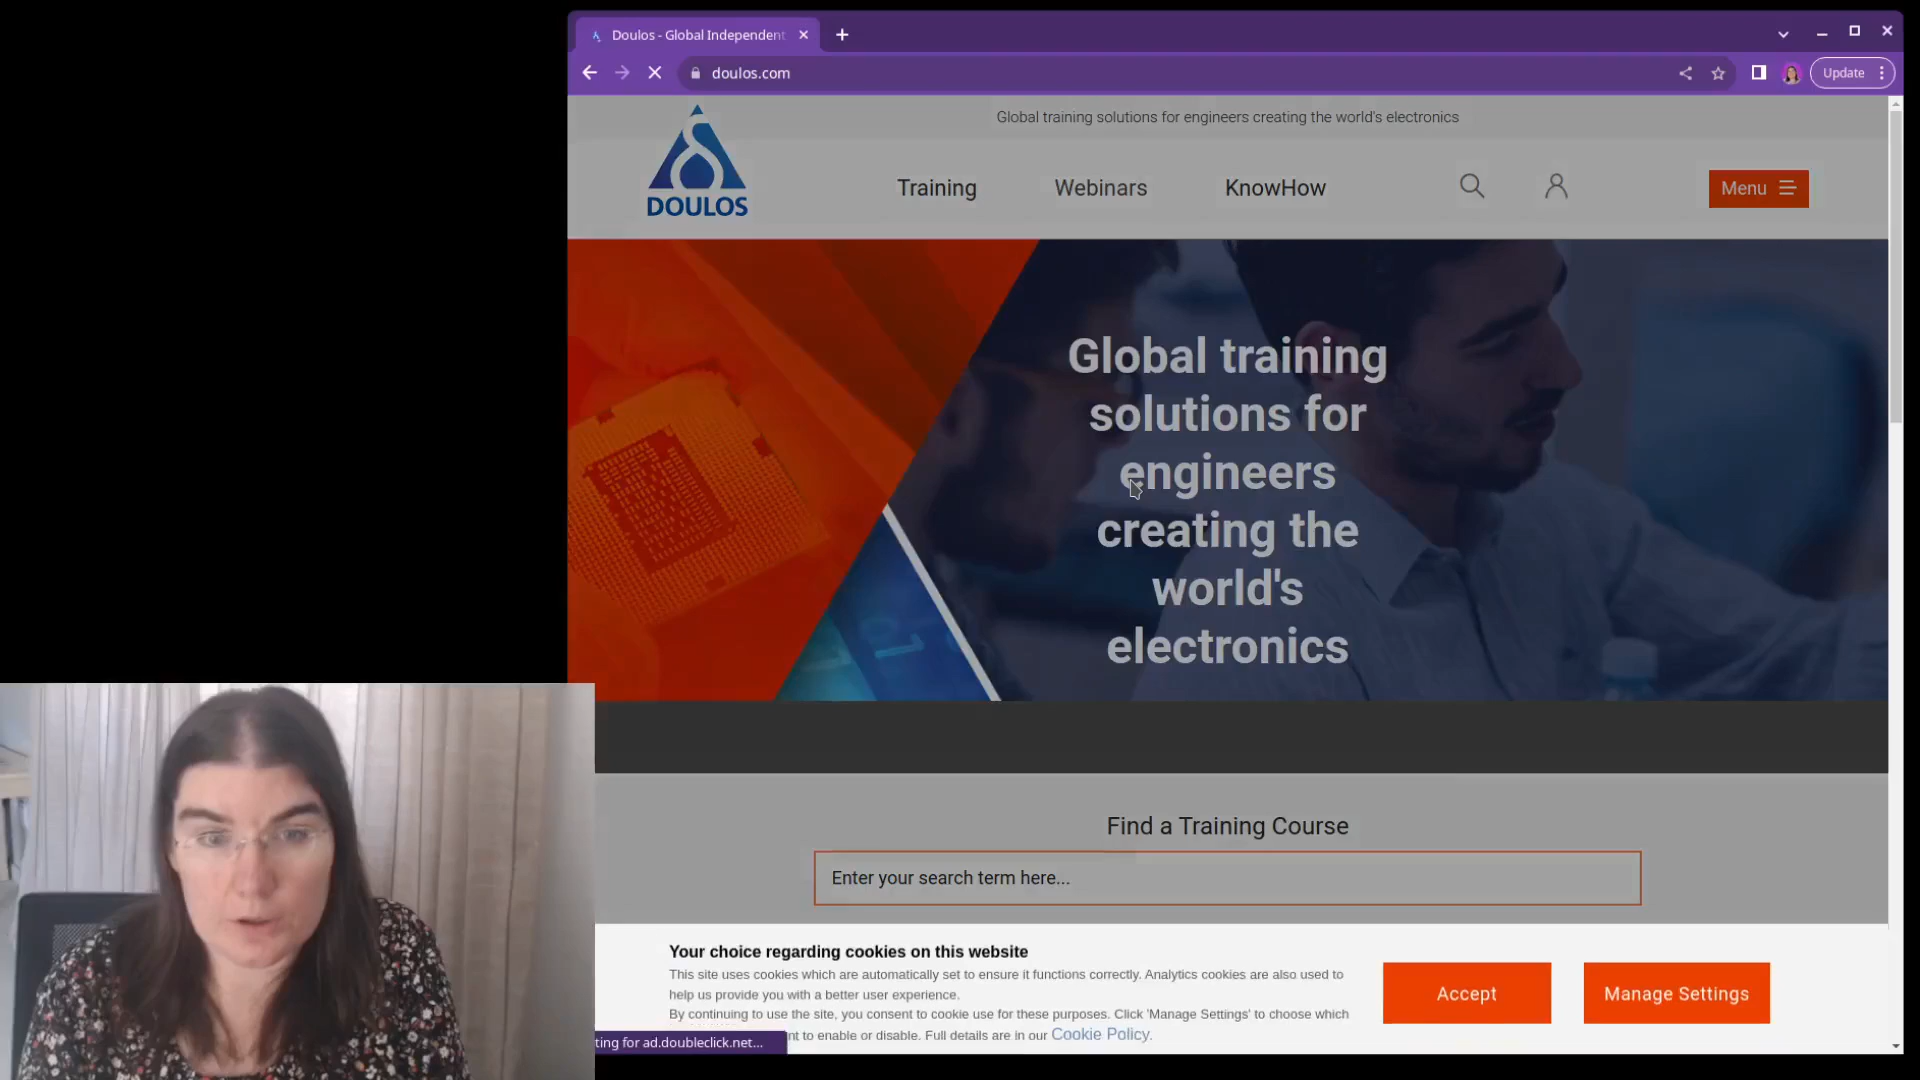 Doulos - Global Independent
doulos.com
Update
Global training solutions for engineers creating the world's electronics
DOULOS
Training
Webinars
KnowHow
Menu
Global training
solutions for
engineers
creating the
world's
electronics
Find a Training Course
Enter your search term here...
Your choice regarding cookies on this website
This site uses cookies which are automatically set to ensure it functions correctly. Analytics cookies are also used to
help us provide you with a better user experience.
By continuing to use the site, you consent to cookie use for these purposes. Click 'Manage Settings' to choose which
nt to enable or disable. Full details are in our Cookie Policy.
Accept
Manage Settings
ting for ad.doubleclick.net...